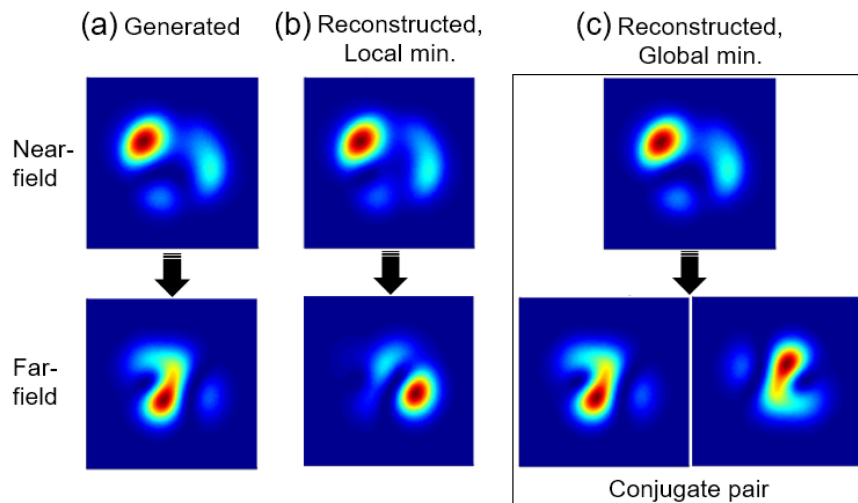 (a) Generated
(b) Reconstructed,
Local min.
(c) Reconstructed,
Global min.
Near-
field
Far-
field
Conjugate pair